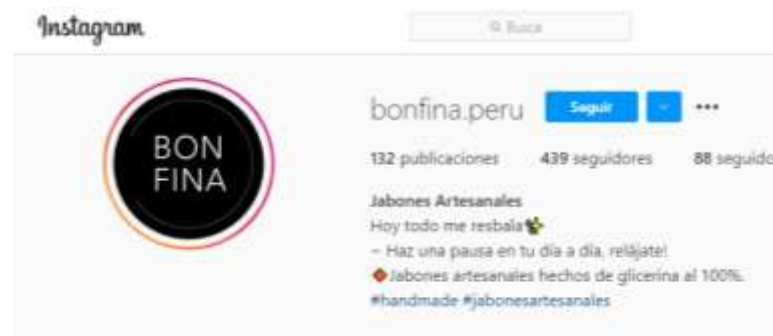 Instagram
Busca
BON
FINA
bonfina.peru Seguir
132 publicaciones 439 seguidores 88 seguido
Jabones Artesanales
Hoy todo me resbala
– Haz una pausa en tu día a día, relájate!
Jabones artesanales hechos de glicerina al 100%.
#handmade #jabonesartesanales